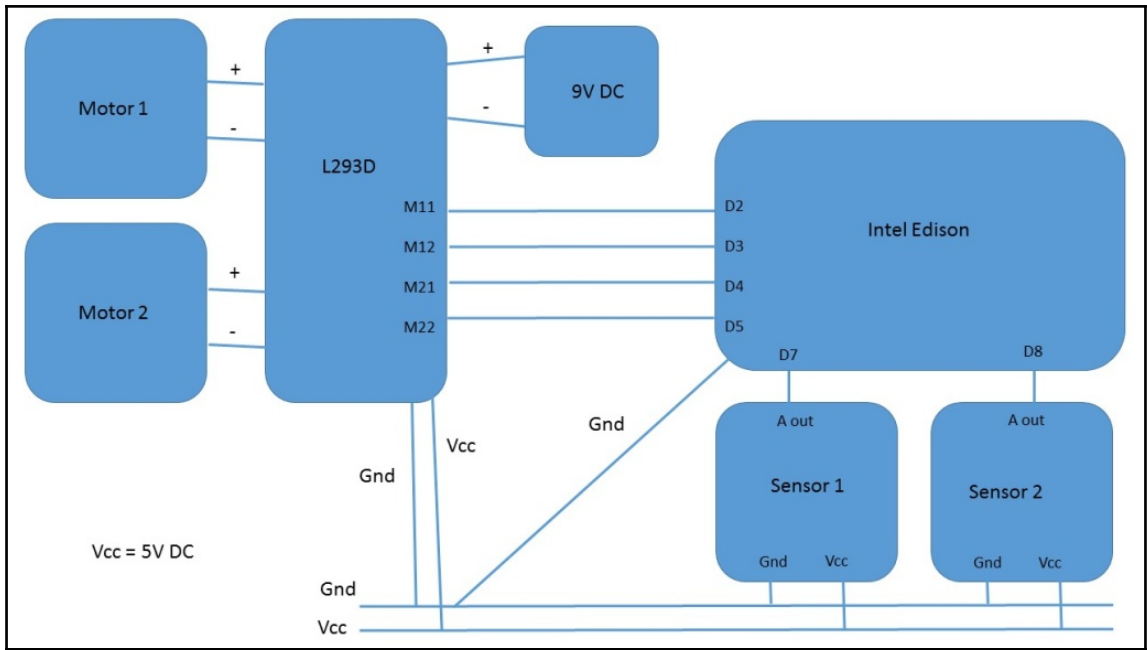 Motor 1
+
-
L293D
+
-
9V DC
M11
M12
M21
M22
D2
D3
D4
D5
Intel Edison
D7
D8
Motor 2
+
-
A out
Sensor 1
Gnd
Vcc
A out
Sensor 2
Gnd
Vcc
Gnd
Vcc
Gnd
Vcc = 5V DC
Gnd
Vcc